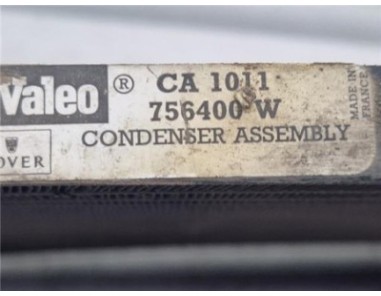 valeo ® CA 1011
756400 W
OVER CONDENSER ASSEMBLY
MADE IN
FRANCE